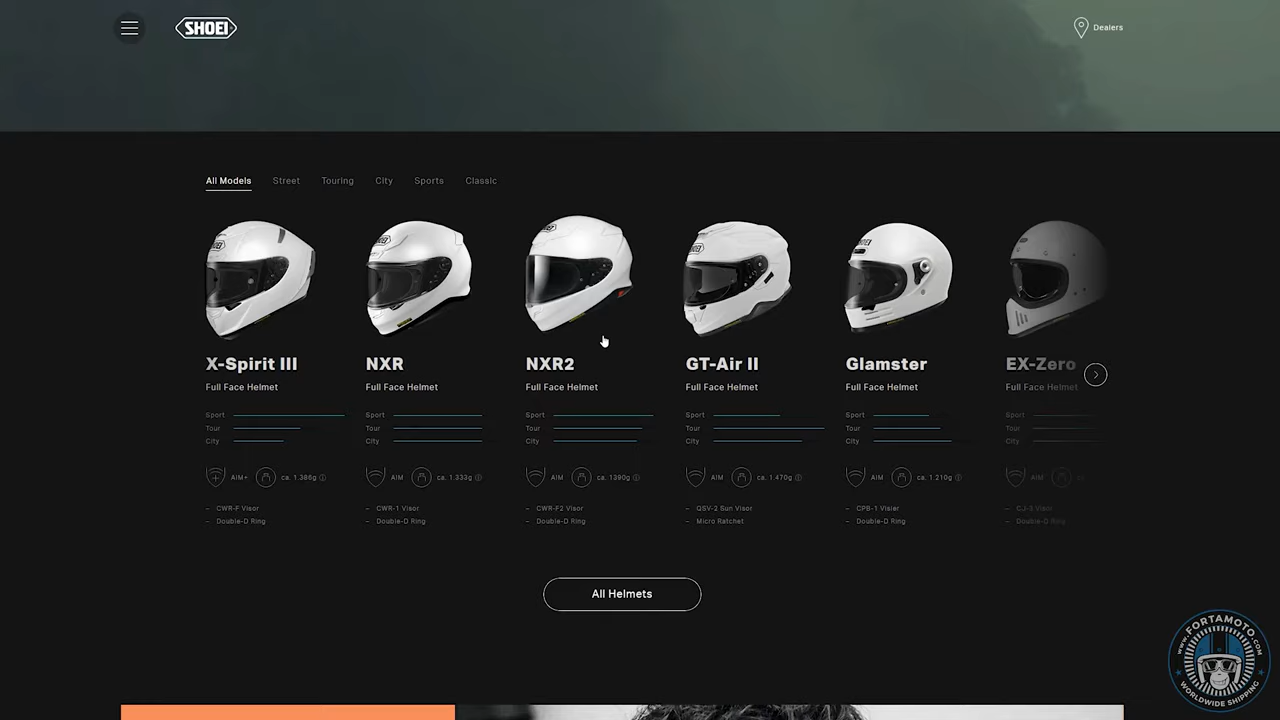 SHOEI
Dealers
All Models Street Touring City Sports Classic
X-Spirit III
Full Face Helmet
Sport
Tour
City
AIM+ ca. 1.386g
– CWR-F Visor
– Double-D Ring
NXR
Full Face Helmet
Sport
Tour
City
AIM ca. 1.333g
– CWR-1 Visor
– Double-D Ring
NXR2
Full Face Helmet
Sport
Tour
City
AIM ca. 1390g
– CWR-F2 Visor
– Double-D Ring
GT-Air II
Full Face Helmet
Sport
Tour
City
AIM ca. 1.470g
– QSV-2 Sun Visor
– Micro Ratchet
Glamster
Full Face Helmet
Sport
Tour
City
AIM ca. 1.210g
– CPB-1 Visier
– Double-D Ring
EX-Zero
Full Face Helmet
Sport
Tour
City
AIM
– CJ-3 Visor
– Double-D Ring
All Helmets
WWW.FORTAMOTO.COM
WORLDWIDE SHIPPING